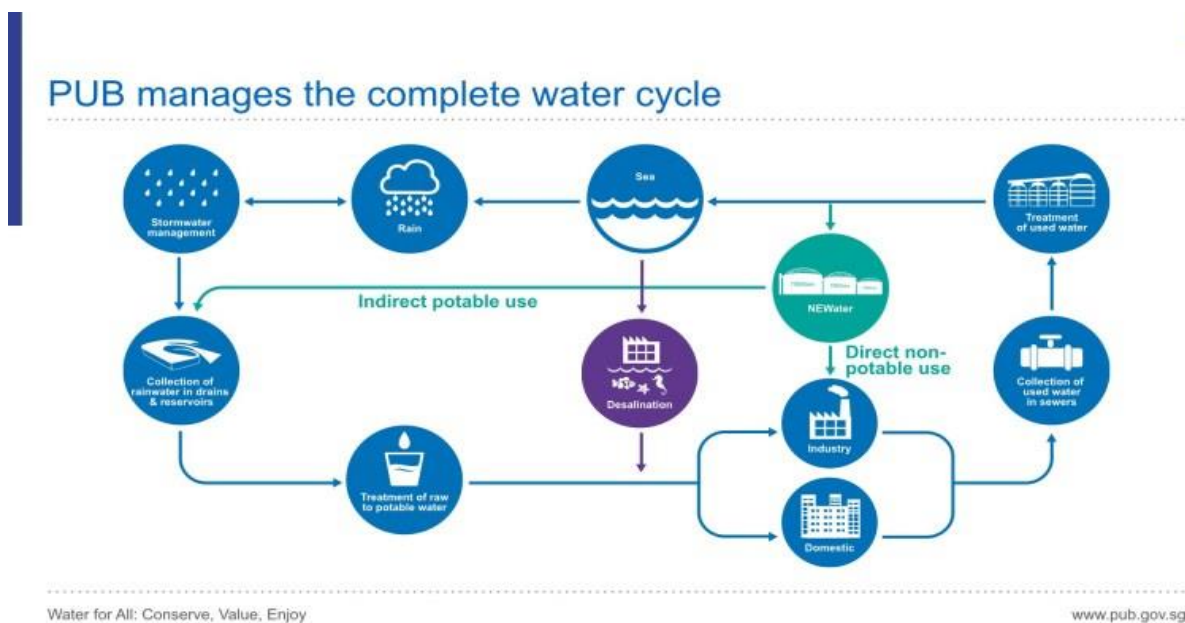 PUB manages the complete water cycle
Stormwater
management
Rain
Sea
Treatment
of used water
NEWater
Indirect potable use
Direct non-
potable use
Collection of
rainwater in drains
& reservoirs
Desalination
Collection of
used water
in sewers
Industry
Treatment of raw
to potable water
Domestic
Water for All: Conserve, Value, Enjoy
www.pub.gov.sg